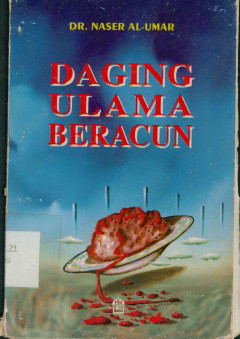 DR. NASER AL-UMAR
DAGING
ULAMA
BERACUN
21